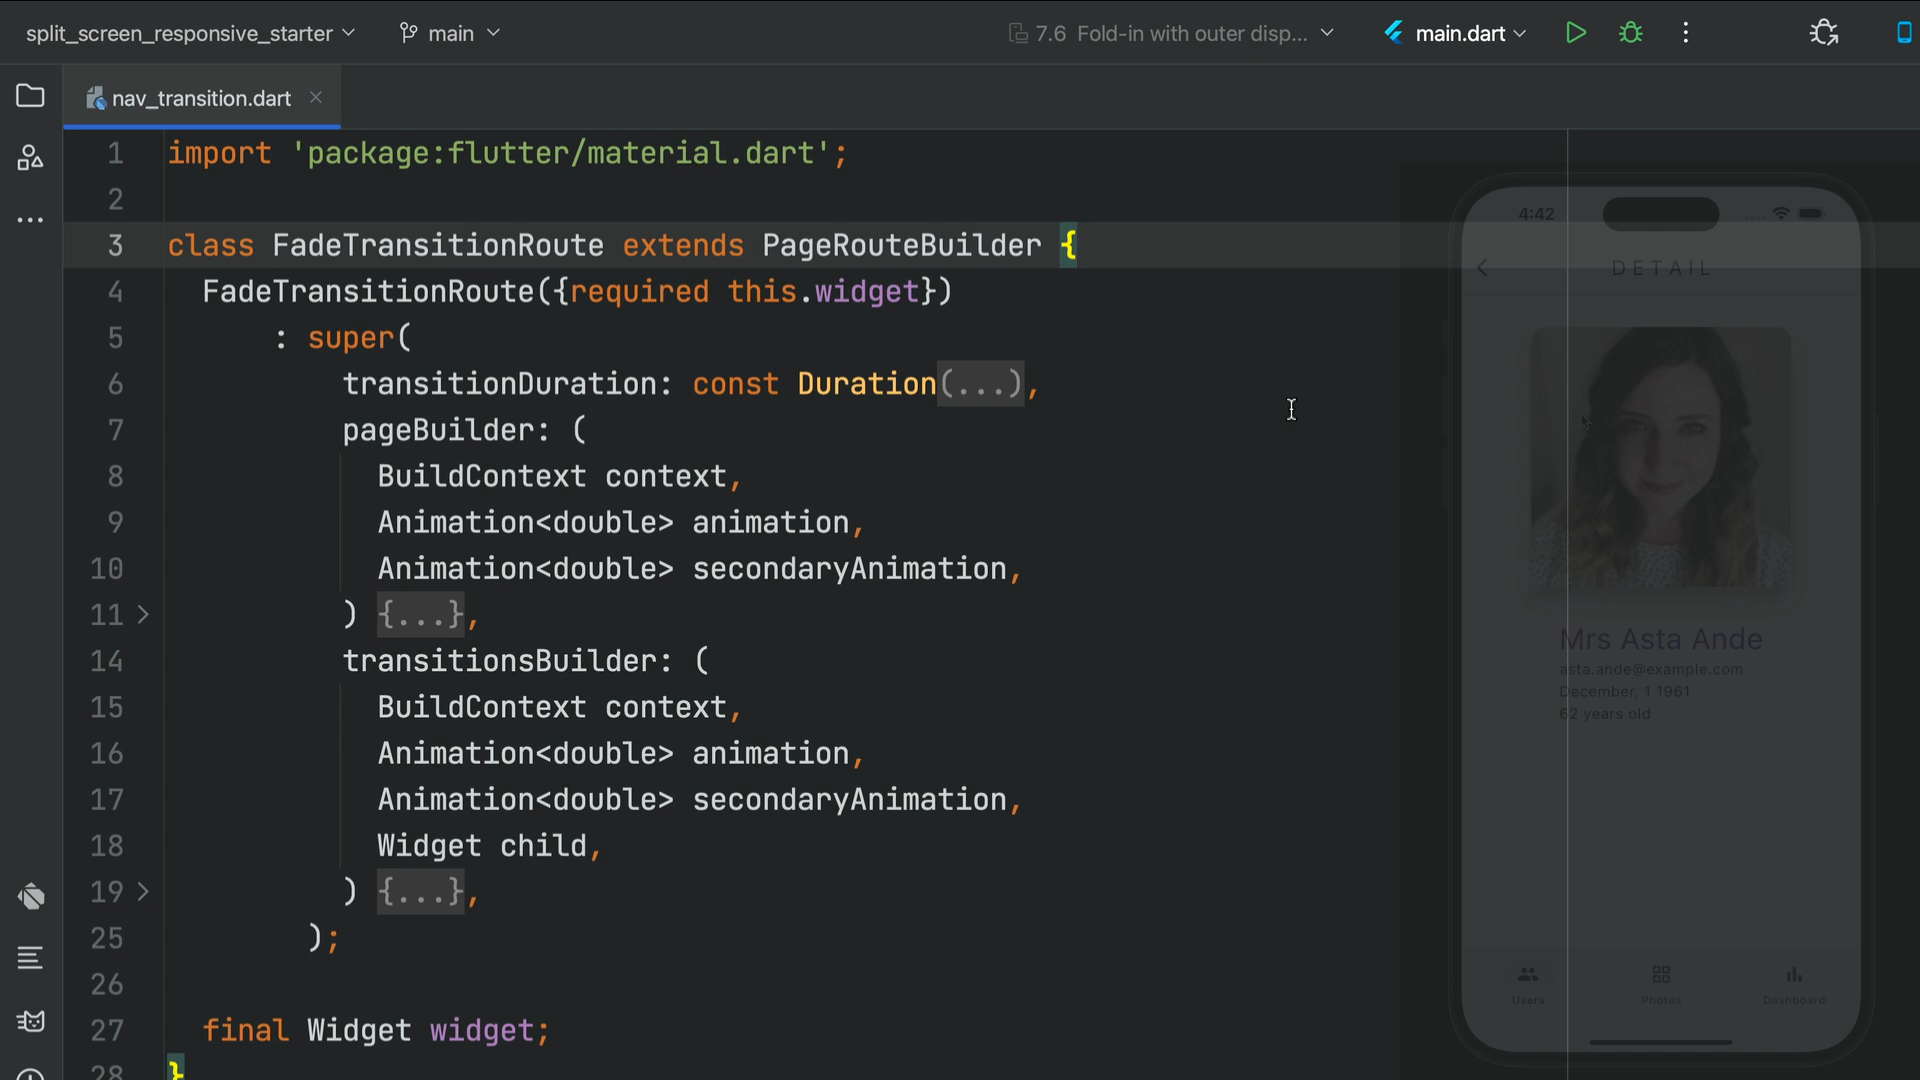 split_screen_responsive_starter
main
7.6 Fold-in with outer disp...
main.dart
nav_transition.dart
1 import 'package:flutter/material.dart';
2
3 class FadeTransitionRoute extends PageRouteBuilder {
4 FadeTransitionRoute({required this.widget})
5 : super(
6 transitionDuration: const Duration(...),
7 pageBuilder: (
8 BuildContext context,
9 Animation<double> animation,
10 Animation<double> secondaryAnimation,
11 ) {...},
14 transitionsBuilder: (
15 BuildContext context,
16 Animation<double> animation,
17 Animation<double> secondaryAnimation,
18 Widget child,
19 ) {...},
25 );
26
27 final Widget widget;
28 }
4:42
DETAIL
Mrs Asta Ande
asta.ande@example.com
December, 1 1961
62 years old
Users
Photos
Dashboard